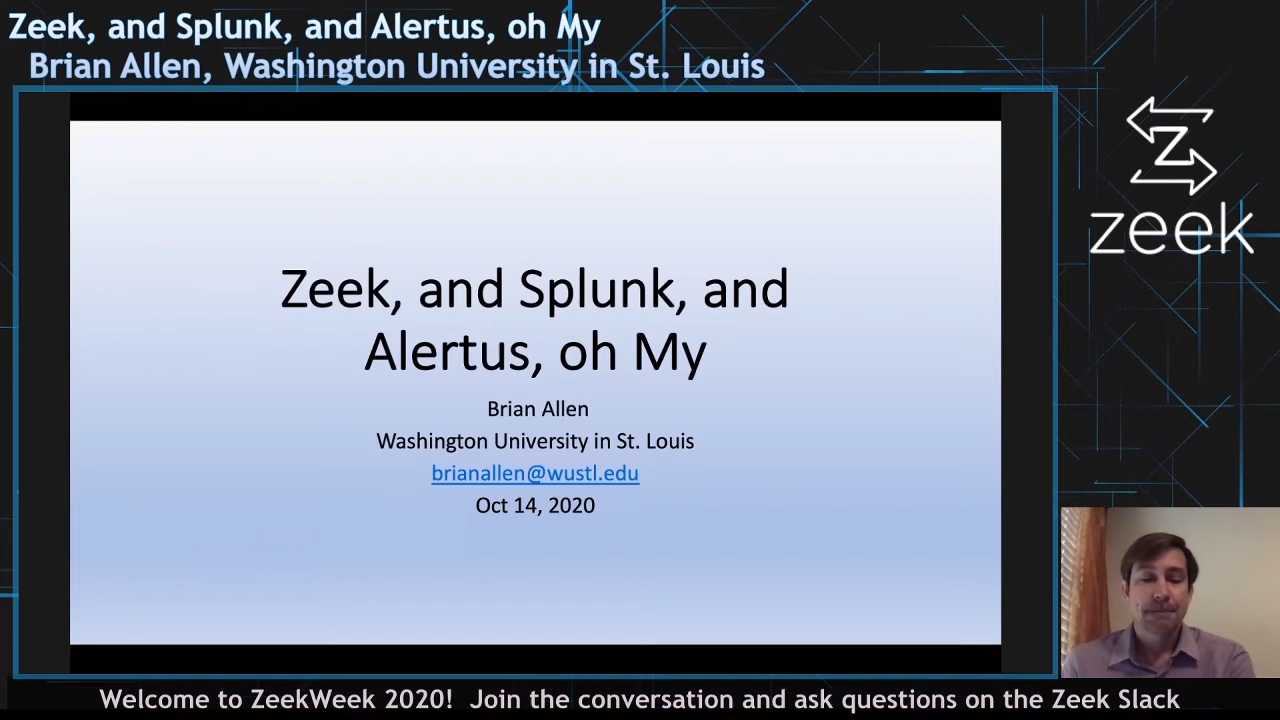 Zeek, and Splunk, and Alertus, oh My
Brian Allen, Washington University in St. Louis
Z
zeek
Zeek, and Splunk, and
Alertus, oh My
Brian Allen
Washington University in St. Louis
brianallen@wustl.edu
Oct 14, 2020
Welcome to ZeekWeek 2020! Join the conversation and ask questions on the Zeek Slack